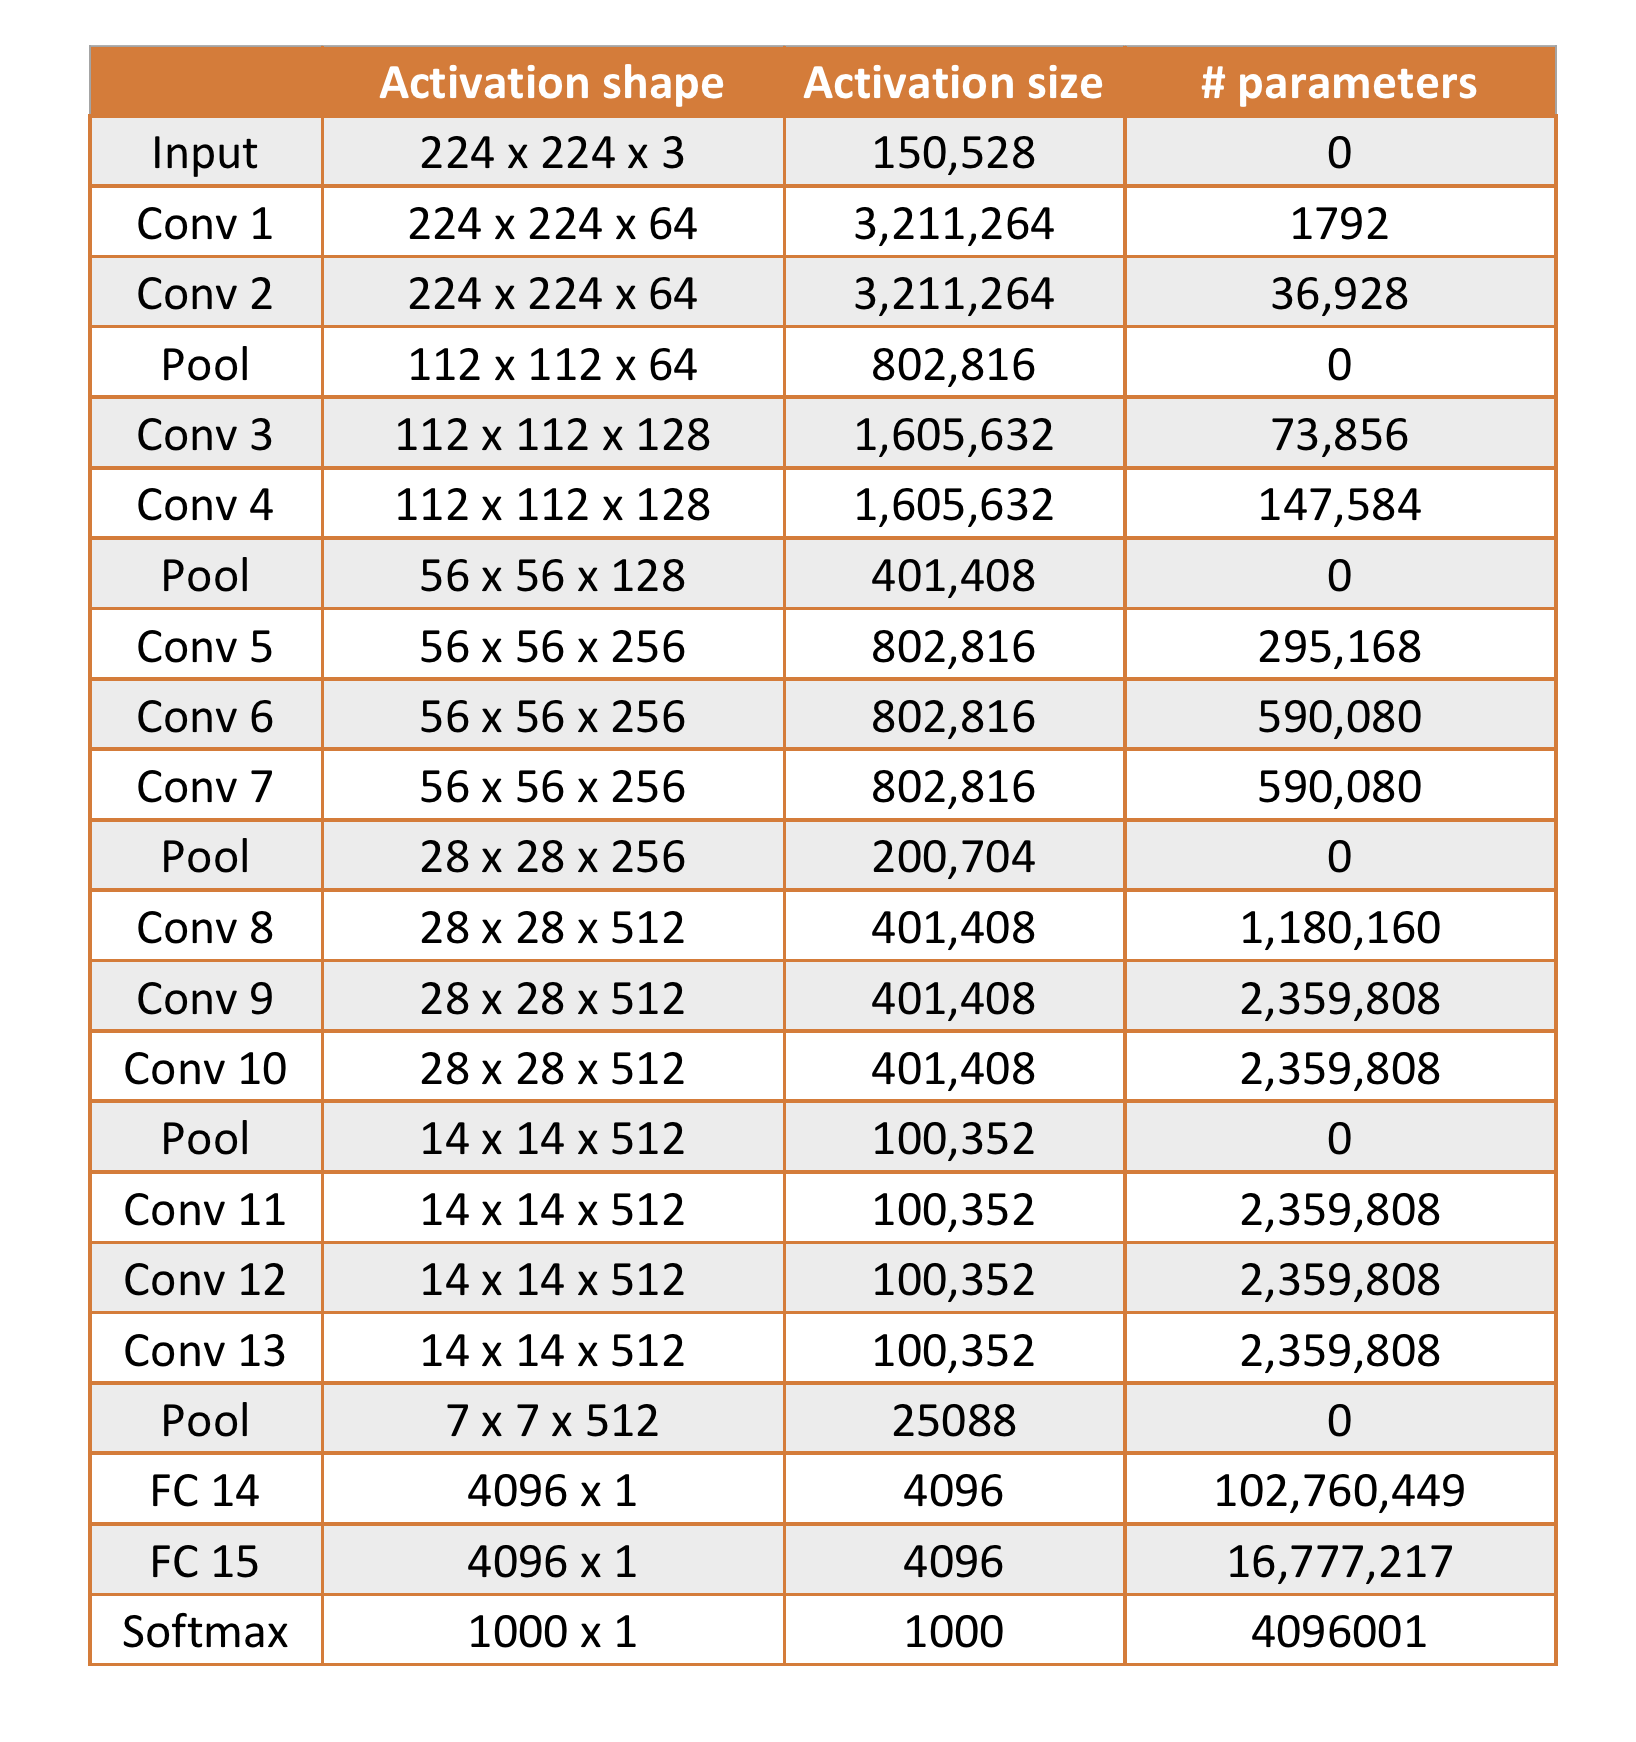 Activation shape Activation size # parameters
Input 224 x 224 x 3 150,528 0
Conv 1 224 x 224 x 64 3,211,264 1792
Conv 2 224 x 224 x 64 3,211,264 36,928
Pool 112 x 112 x 64 802,816 0
Conv 3 112 x 112 x 128 1,605,632 73,856
Conv 4 112 x 112 x 128 1,605,632 147,584
Pool 56 x 56 x 128 401,408 0
Conv 5 56 x 56 x 256 802,816 295,168
Conv 6 56 x 56 x 256 802,816 590,080
Conv 7 56 x 56 x 256 802,816 590,080
Pool 28 x 28 x 256 200,704 0
Conv 8 28 x 28 x 512 401,408 1,180,160
Conv 9 28 x 28 x 512 401,408 2,359,808
Conv 10 28 x 28 x 512 401,408 2,359,808
Pool 14 x 14 x 512 100,352 0
Conv 11 14 x 14 x 512 100,352 2,359,808
Conv 12 14 x 14 x 512 100,352 2,359,808
Conv 13 14 x 14 x 512 100,352 2,359,808
Pool 7 x 7 x 512 25088 0
FC 14 4096 x 1 4096 102,760,449
FC 15 4096 x 1 4096 16,777,217
Softmax 1000 x 1 1000 4096001